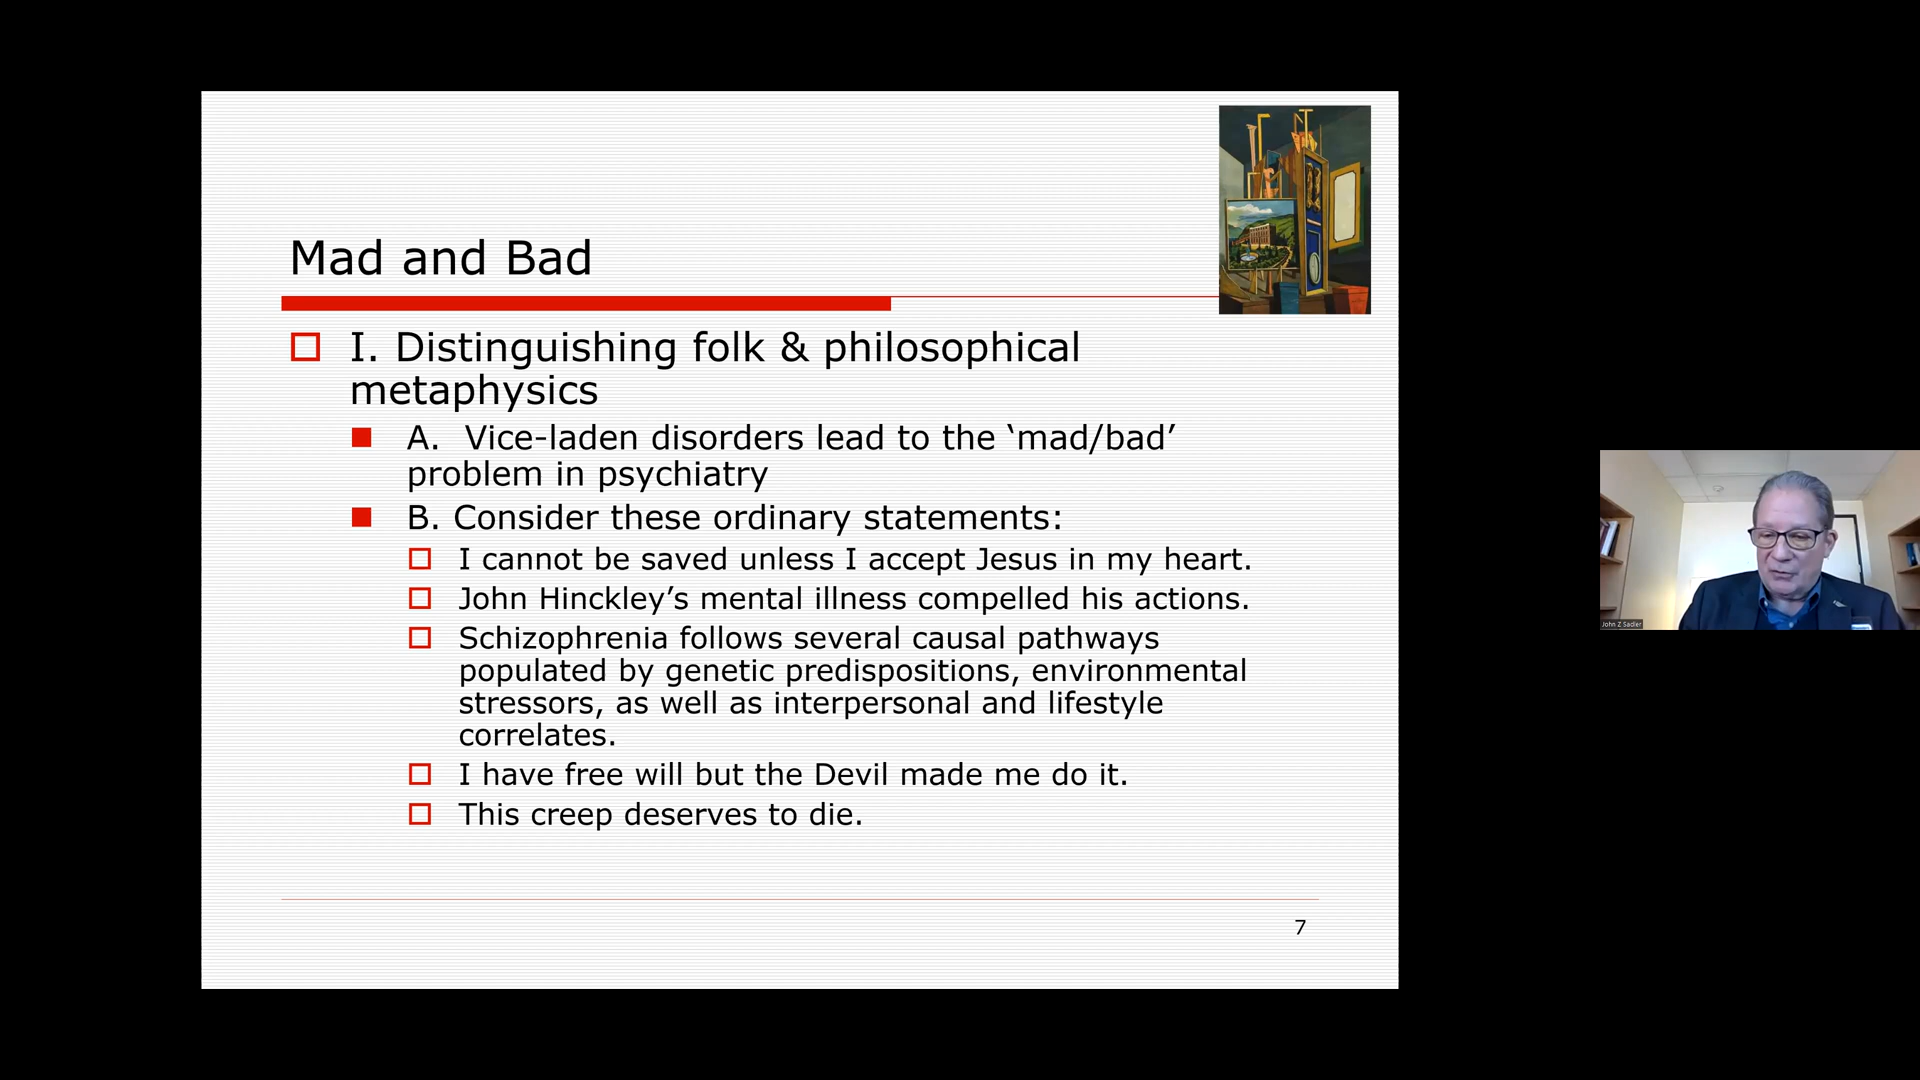 Mad and Bad
I. Distinguishing folk & philosophical
metaphysics
A. Vice-laden disorders lead to the ‘mad/bad’
problem in psychiatry
B. Consider these ordinary statements:
I cannot be saved unless I accept Jesus in my heart.
John Hinckley’s mental illness compelled his actions.
Schizophrenia follows several causal pathways
populated by genetic predispositions, environmental
stressors, as well as interpersonal and lifestyle
correlates.
I have free will but the Devil made me do it.
This creep deserves to die.
7
John Z Sadler